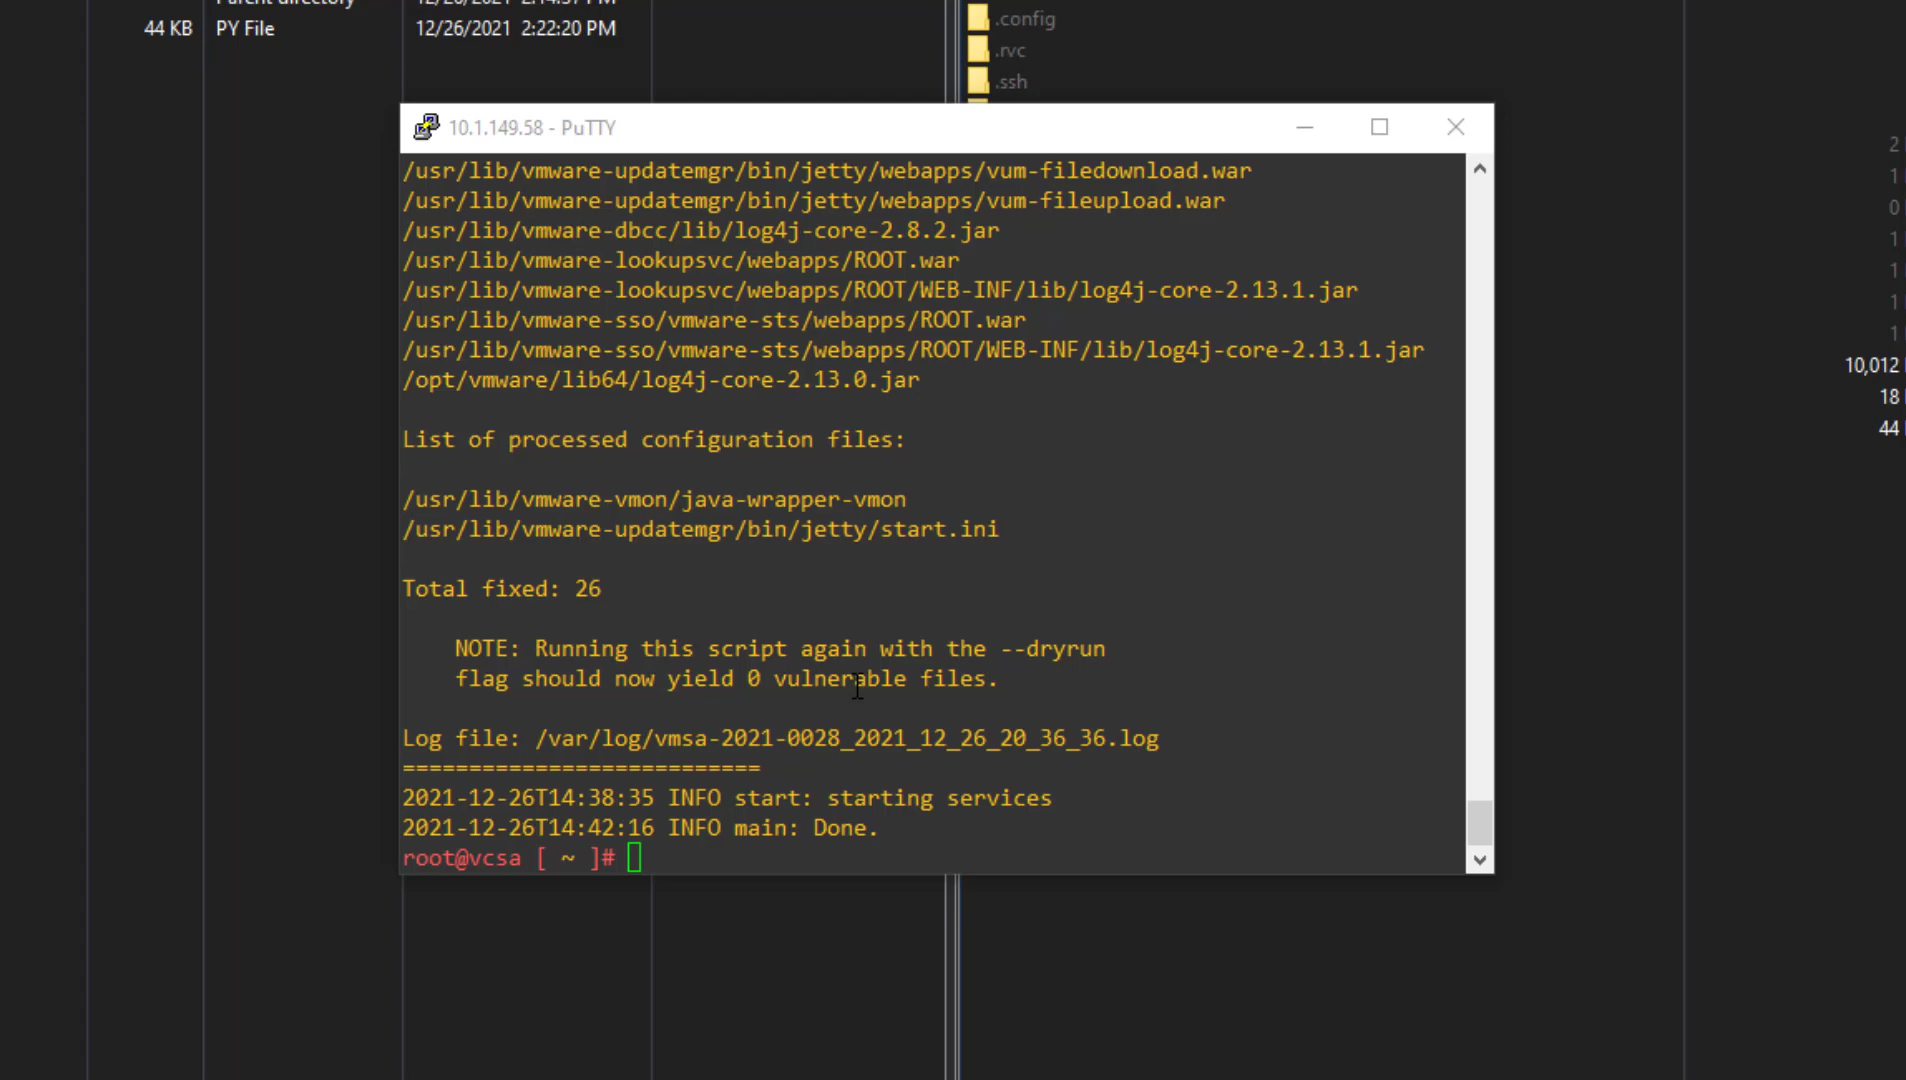 44 KB PY File 12/26/2021 2:22:20 PM
.config
.rvc
.ssh
10.1.149.58 - PuTTY
/usr/lib/vmware-updatemgr/bin/jetty/webapps/vum-filedownload.war
/usr/lib/vmware-updatemgr/bin/jetty/webapps/vum-fileupload.war
/usr/lib/vmware-dbcc/lib/log4j-core-2.8.2.jar
/usr/lib/vmware-lookupsvc/webapps/ROOT.war
/usr/lib/vmware-lookupsvc/webapps/ROOT/WEB-INF/lib/log4j-core-2.13.1.jar
/usr/lib/vmware-sso/vmware-sts/webapps/ROOT.war
/usr/lib/vmware-sso/vmware-sts/webapps/ROOT/WEB-INF/lib/log4j-core-2.13.1.jar
/opt/vmware/lib64/log4j-core-2.13.0.jar
List of processed configuration files:
/usr/lib/vmware-vmon/java-wrapper-vmon
/usr/lib/vmware-updatemgr/bin/jetty/start.ini
Total fixed: 26
NOTE: Running this script again with the --dryrun
flag should now yield 0 vulnerable files.
Log file: /var/log/vmsa-2021-0028_2021_12_26_20_36_36.log
===========================
2021-12-26T14:38:35 INFO start: starting services
2021-12-26T14:42:16 INFO main: Done.
root@vcsa [ ~ ]#
2
1
0
1
1
1
1
10,012
18
44